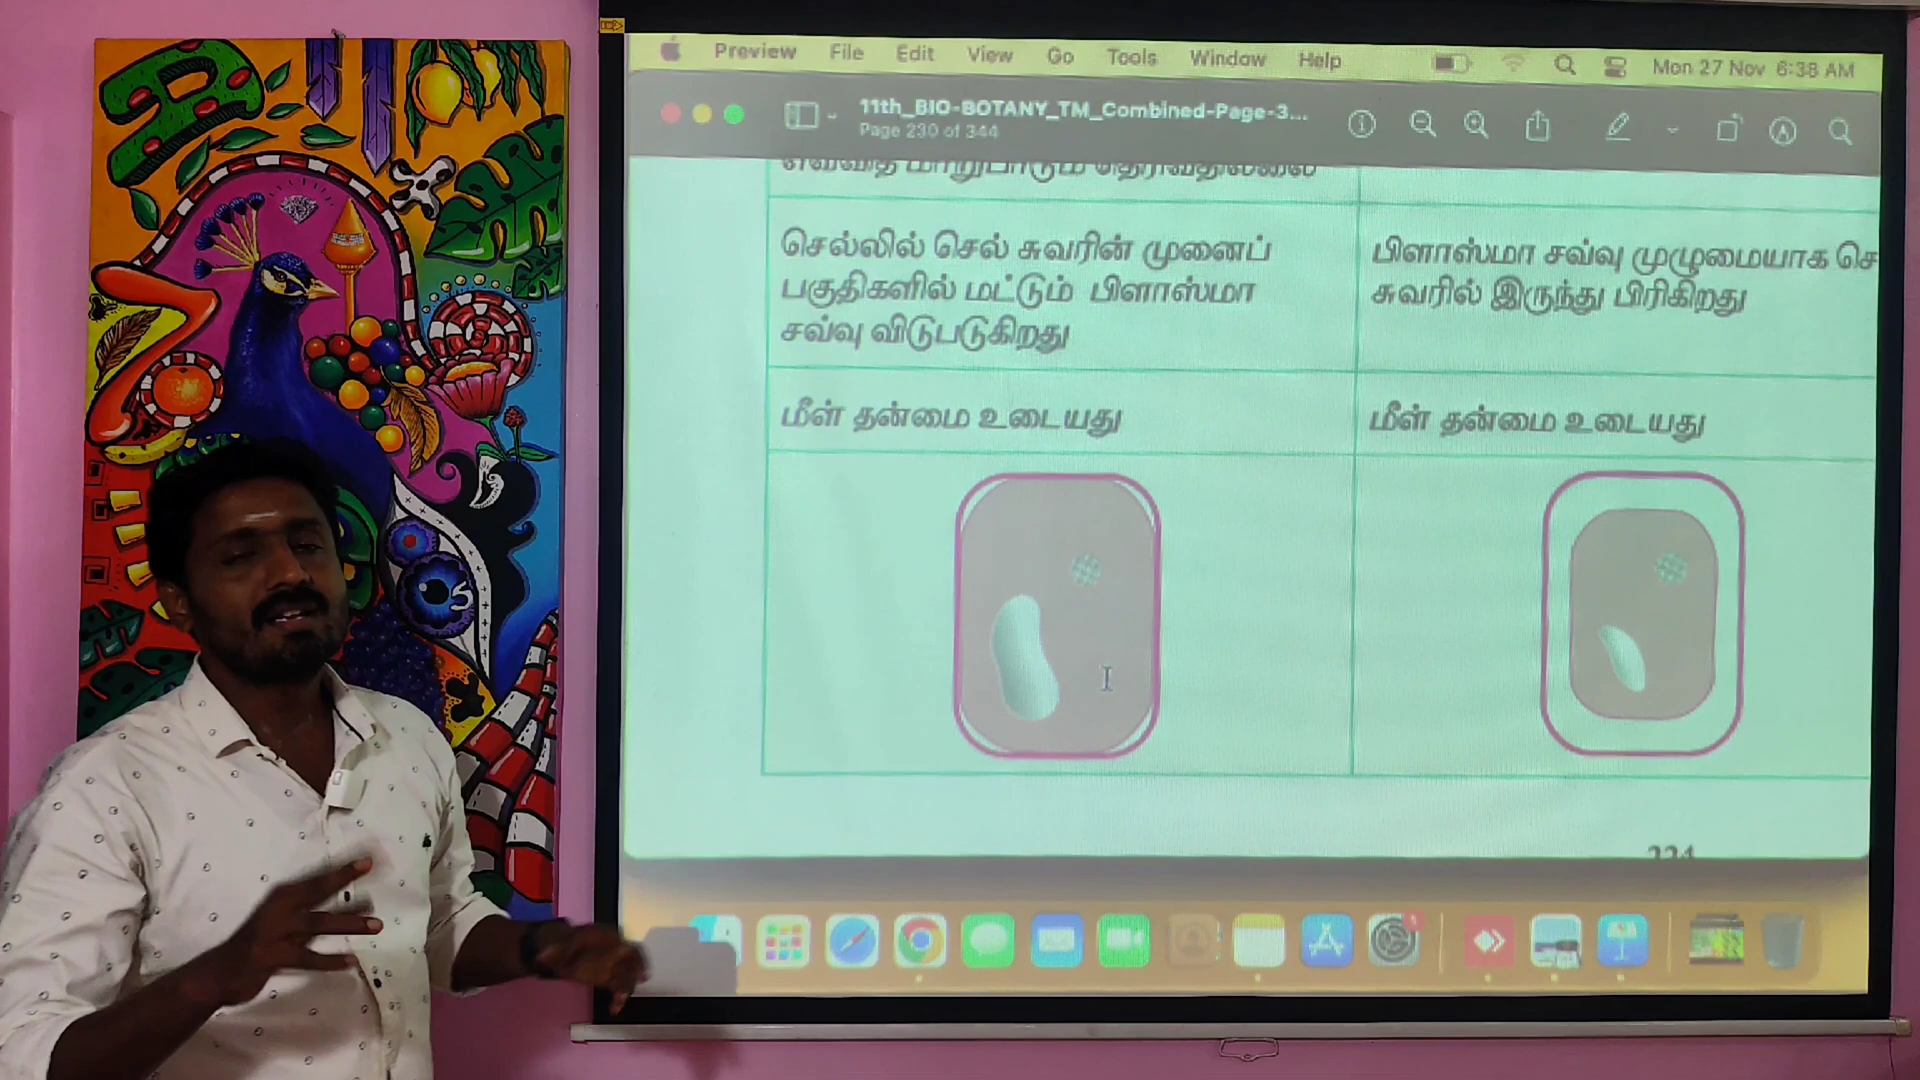 Preview File Edit View Go Tools Window Help Mon 27 Nov 6:38 AM
11th_BIO-BOTANY_TM_Combined-Page-3...
Page 230 of 344
எவ்வித மாறுபாடும் தெரிவதில்லை
செல்லில் செல் சுவரின் முனைப்
பகுதிகளில் மட்டும் பிளாஸ்மா
சவ்வு விடுபடுகிறது
பிளாஸ்மா சவ்வு முழுமையாக செ
சுவரில் இருந்து பிரிகிறது
மீள் தன்மை உடையது
மீள் தன்மை உடையது